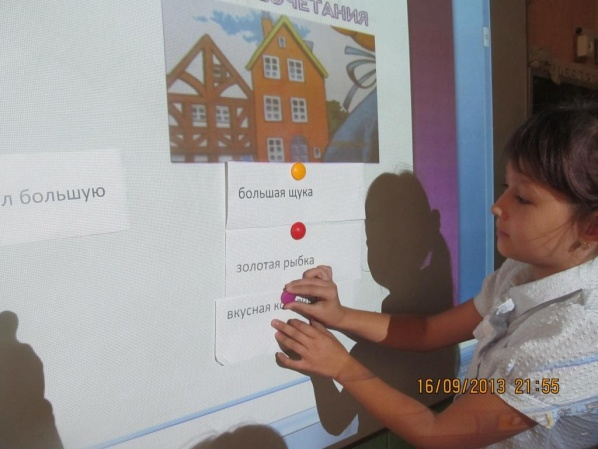 СОЧЕТАНИЯ
л большую
большая щука
золотая рыбка
вкусная
16/09/2013 21:55